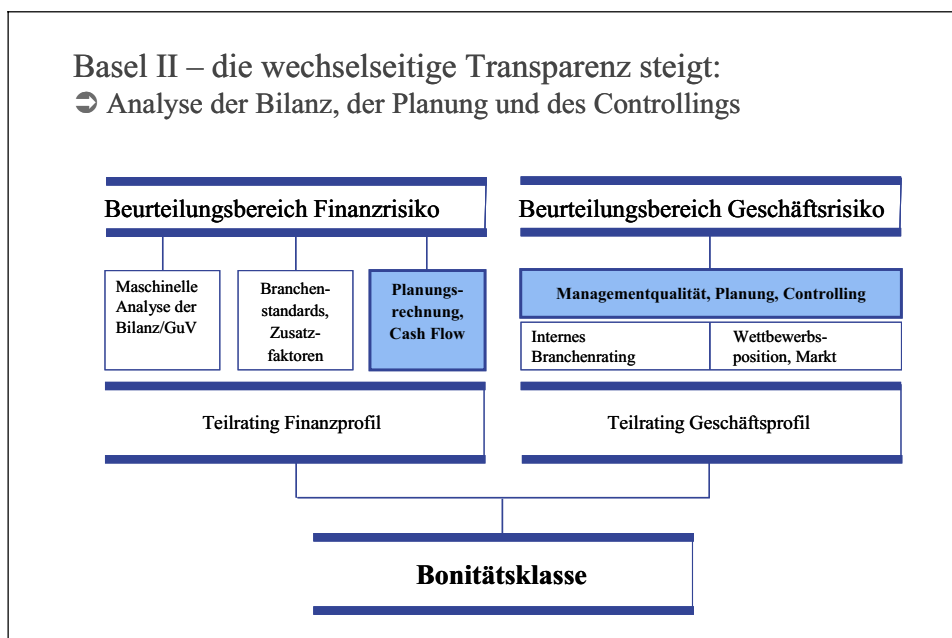 Basel II – die wechselseitige Transparenz steigt:
➲ Analyse der Bilanz, der Planung und des Controllings
Beurteilungsbereich Finanzrisiko
Maschinelle
Analyse der
Bilanz/GuV
Branchen-
standards,
Zusatz-
faktoren
Planungs-
rechnung,
Cash Flow
Teilrating Finanzprofil
Beurteilungsbereich Geschäftsrisiko
Managementqualität, Planung, Controlling
Internes
Branchenrating
Wettbewerbs-
position, Markt
Teilrating Geschäftsprofil
Bonitätsklasse